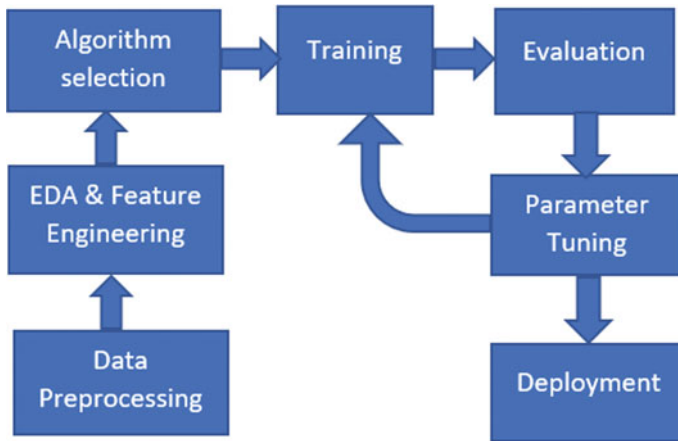 Algorithm
selection
Training
Evaluation
EDA & Feature
Engineering
Parameter
Tuning
Data
Preprocessing
Deployment